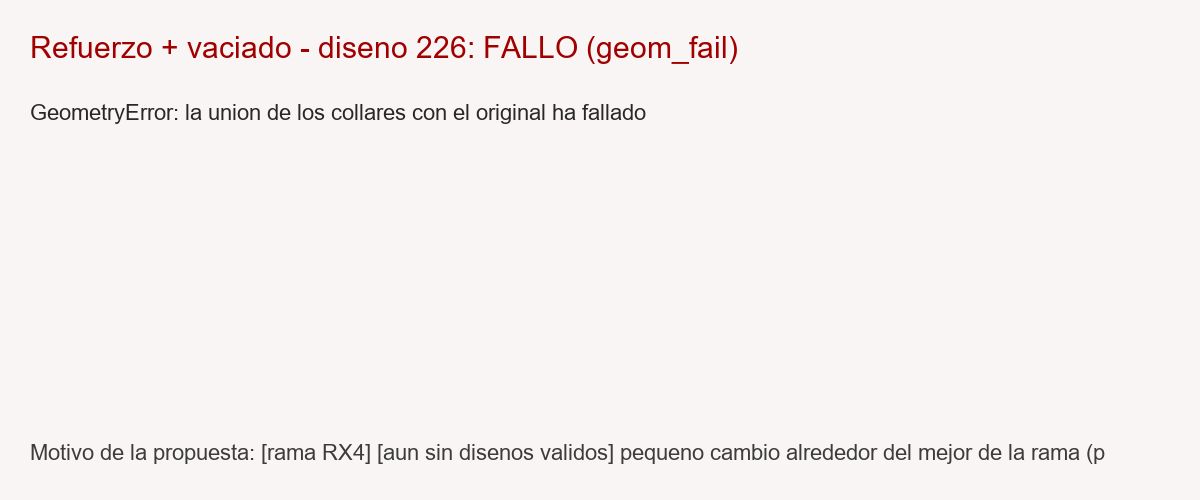 Refuerzo + vaciado - diseno 226: FALLO (geom_fail)
GeometryError: la union de los collares con el original ha fallado
Motivo de la propuesta: [rama RX4] [aun sin disenos validos] pequeno cambio alrededor del mejor de la rama (p